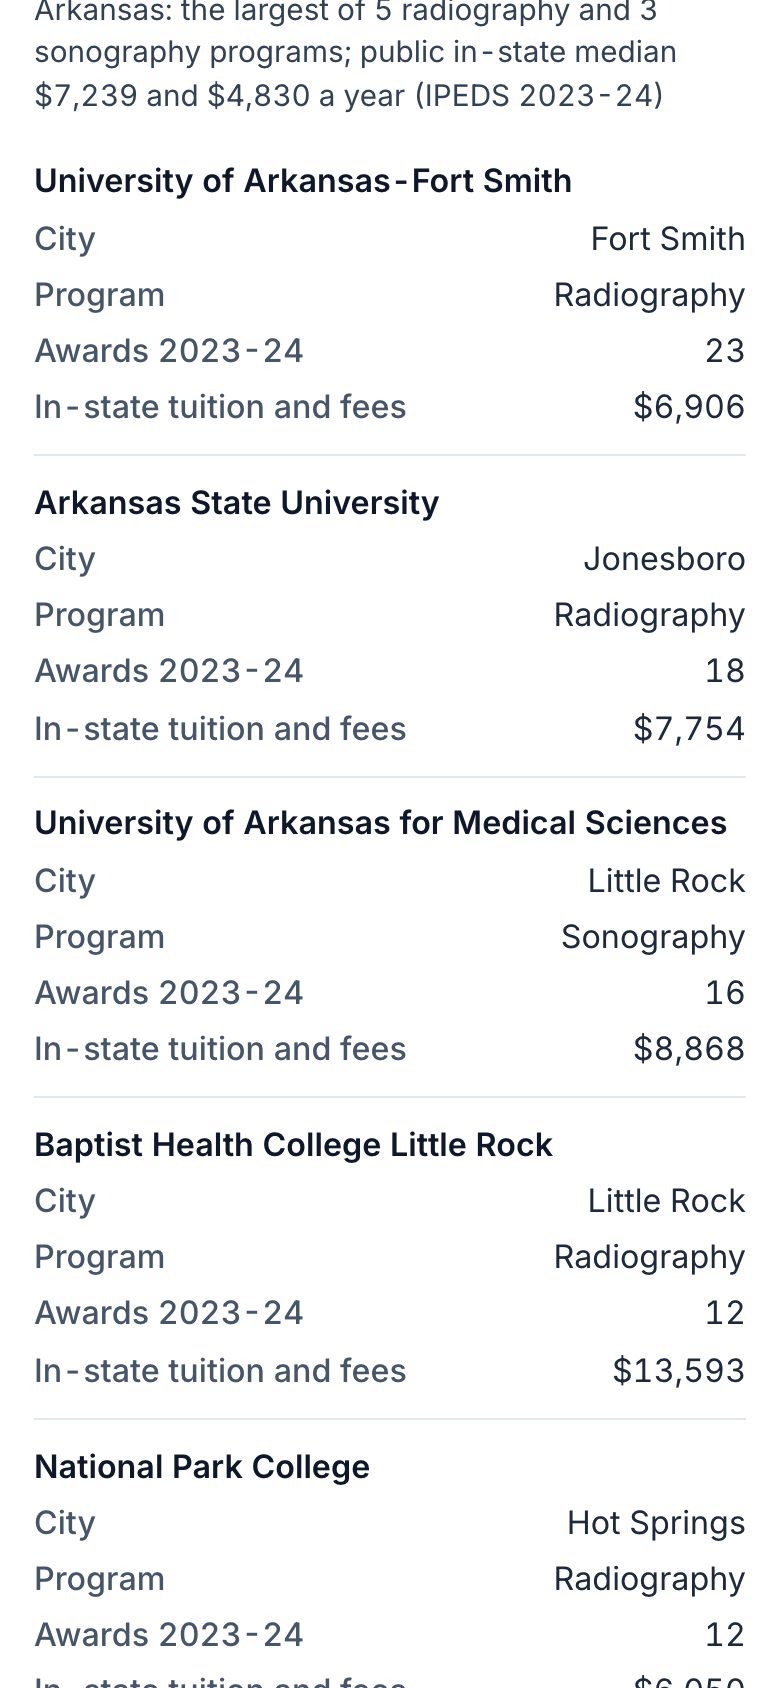 Arkansas: the largest of 5 radiography and 3
sonography programs; public in-state median
$7,239 and $4,830 a year (IPEDS 2023-24)
University of Arkansas-Fort Smith
City Fort Smith
Program Radiography
Awards 2023-24 23
In-state tuition and fees $6,906
Arkansas State University
City Jonesboro
Program Radiography
Awards 2023-24 18
In-state tuition and fees $7,754
University of Arkansas for Medical Sciences
City Little Rock
Program Sonography
Awards 2023-24 16
In-state tuition and fees $8,868
Baptist Health College Little Rock
City Little Rock
Program Radiography
Awards 2023-24 12
In-state tuition and fees $13,593
National Park College
City Hot Springs
Program Radiography
Awards 2023-24 12
In-state tuition and fees